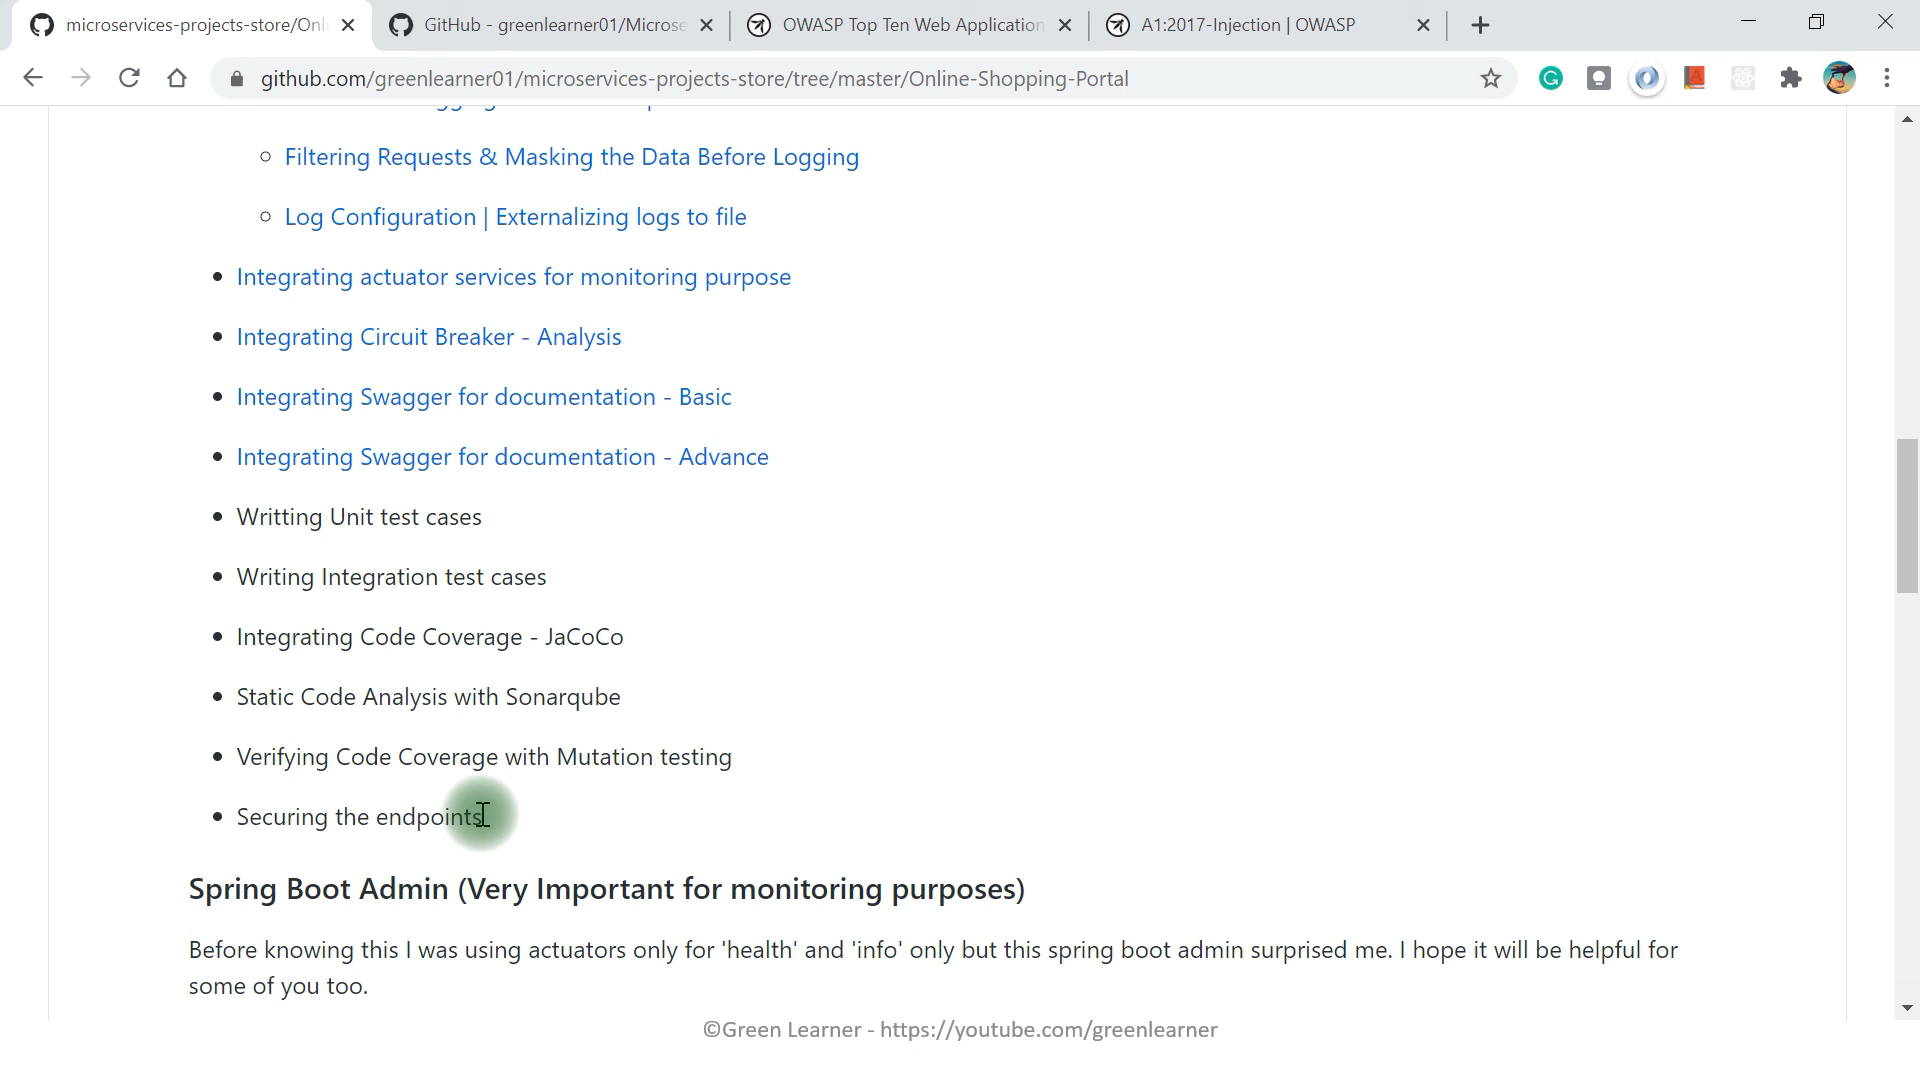 microservices-projects-store/Onli
GitHub - greenlearner01/Microse
OWASP Top Ten Web Application
A1:2017-Injection | OWASP
github.com/greenlearner01/microservices-projects-store/tree/master/Online-Shopping-Portal
Filtering Requests & Masking the Data Before Logging
Log Configuration | Externalizing logs to file
Integrating actuator services for monitoring purpose
Integrating Circuit Breaker - Analysis
Integrating Swagger for documentation - Basic
Integrating Swagger for documentation - Advance
Writting Unit test cases
Writing Integration test cases
Integrating Code Coverage - JaCoCo
Static Code Analysis with Sonarqube
Verifying Code Coverage with Mutation testing
Securing the endpoints
Spring Boot Admin (Very Important for monitoring purposes)
Before knowing this I was using actuators only for 'health' and 'info' only but this spring boot admin surprised me. I hope it will be helpful for
some of you too.
©Green Learner - https://youtube.com/greenlearner